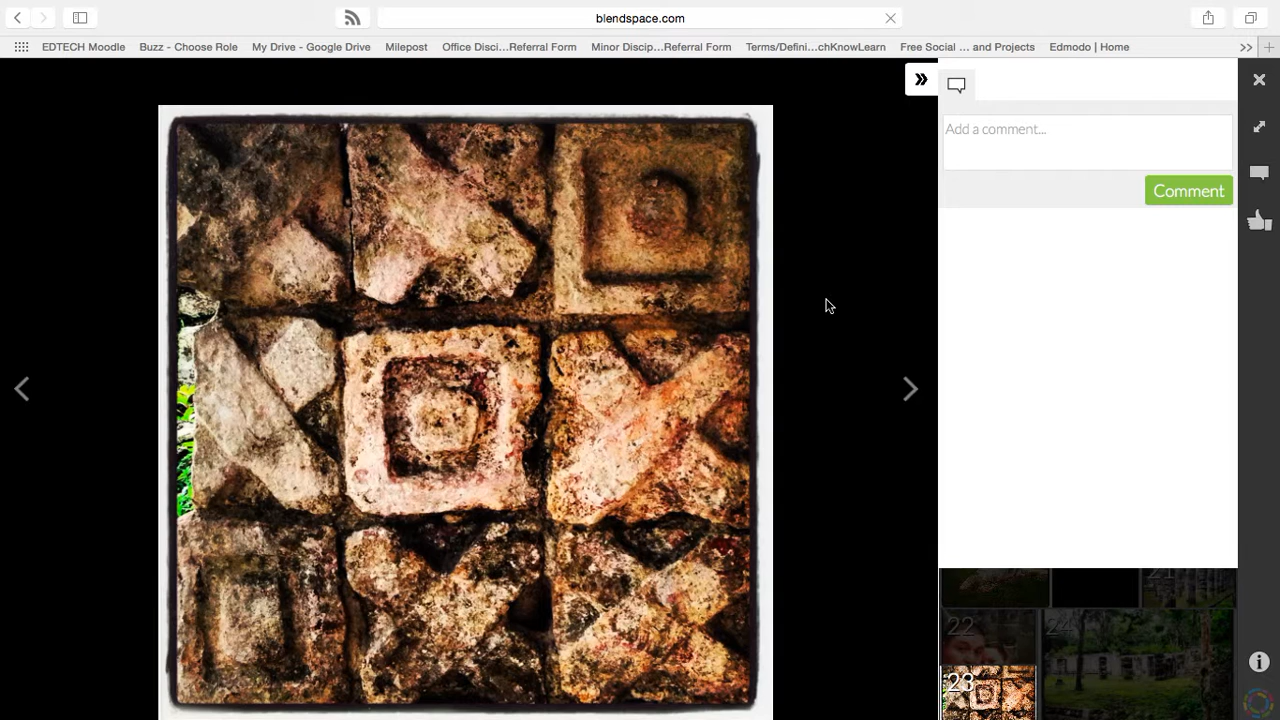 blendspace.com
EDTECH Moodle Buzz - Choose Role My Drive - Google Drive Milepost Office Disci...Referral Form Minor Discip...Referral Form Terms/Defini...chKnowLearn Free Social ... and Projects Edmodo | Home
Add a comment...
Comment
21
22
24
23